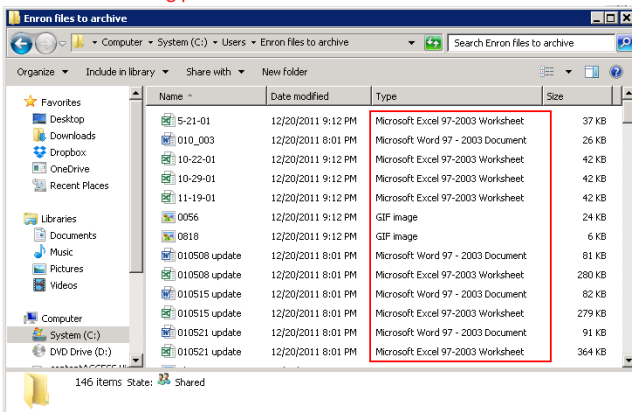 Enron files to archive
Computer System (C:) Users Enron files to archive Search Enron files to archive
Organize Include in library Share with New folder
Favorites
Desktop
Downloads
Dropbox
OneDrive
Recent Places
Libraries
Documents
Music
Pictures
Videos
Computer
System (C:)
DVD Drive (D:)
Name Date modified Type Size
5-21-01 12/20/2011 9:12 PM Microsoft Excel 97-2003 Worksheet 37 KB
010_003 12/20/2011 8:01 PM Microsoft Word 97 - 2003 Document 26 KB
10-22-01 12/20/2011 9:12 PM Microsoft Excel 97-2003 Worksheet 42 KB
10-29-01 12/20/2011 9:12 PM Microsoft Excel 97-2003 Worksheet 42 KB
11-19-01 12/20/2011 9:12 PM Microsoft Excel 97-2003 Worksheet 42 KB
0056 12/20/2011 9:12 PM GIF image 24 KB
0818 12/20/2011 9:12 PM GIF image 6 KB
010508 update 12/20/2011 8:01 PM Microsoft Word 97 - 2003 Document 81 KB
010508 update 12/20/2011 8:01 PM Microsoft Excel 97-2003 Worksheet 280 KB
010515 update 12/20/2011 8:01 PM Microsoft Word 97 - 2003 Document 82 KB
010515 update 12/20/2011 8:01 PM Microsoft Excel 97-2003 Worksheet 279 KB
010521 update 12/20/2011 8:01 PM Microsoft Word 97 - 2003 Document 91 KB
010521 update 12/20/2011 8:01 PM Microsoft Excel 97-2003 Worksheet 364 KB
146 items State: Shared